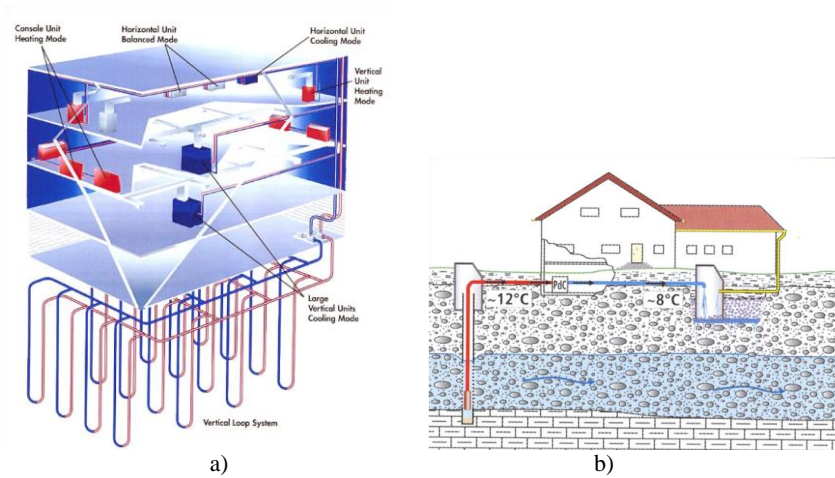 Console Unit
Heating Mode
Horizontal Unit
Balanced Mode
Horizontal Unit
Cooling Mode
Vertical
Unit
Heating
Mode
Large
Vertical Units
Cooling Mode
Vertical Loop System
a)
~12°C
PdC
~8°C
b)